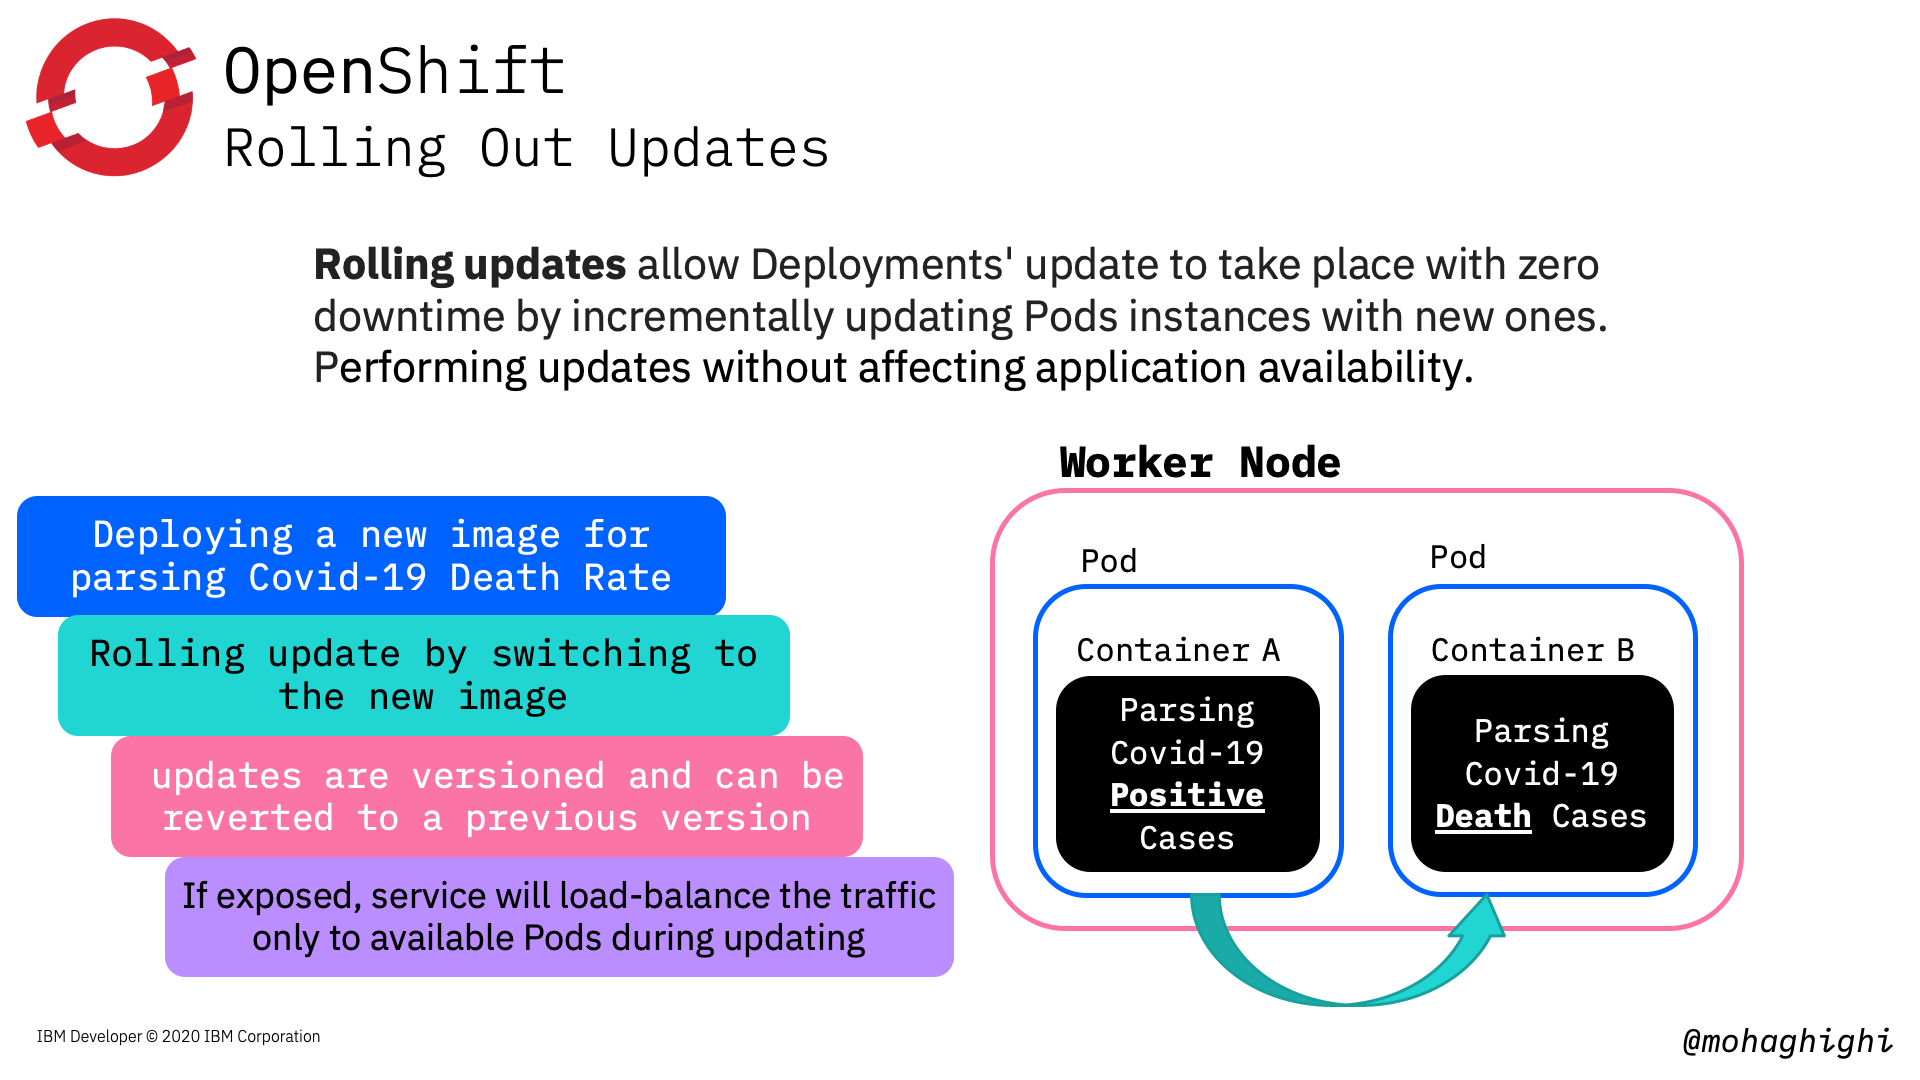 OpenShift
Rolling Out Updates
Rolling updates allow Deployments' update to take place with zero
downtime by incrementally updating Pods instances with new ones.
Performing updates without affecting application availability.
Deploying a new image for
parsing Covid-19 Death Rate
Rolling update by switching to
the new image
updates are versioned and can be
reverted to a previous version
If exposed, service will load-balance the traffic
only to available Pods during updating
Worker Node
Pod
Container A
Parsing
Covid-19
Positive
Cases
Pod
Container B
Parsing
Covid-19
Death Cases
IBM Developer © 2020 IBM Corporation
@mohaghighi